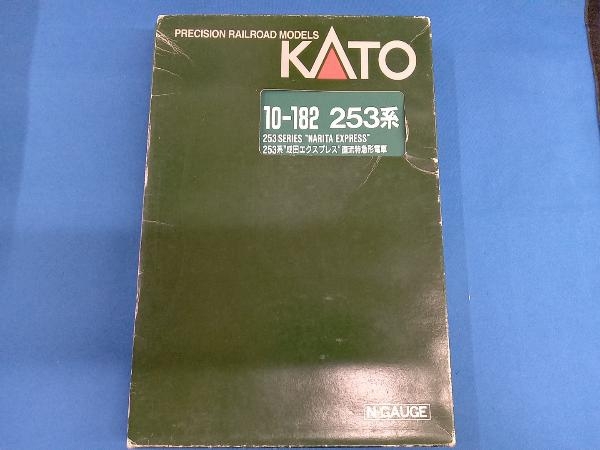 PRECISION RAILROAD MODELS
KATO
10-182 253系
253 SERIES "NARITA EXPRESS"
253系"成田エクスプレス"直流特急形電車
N-GAUGE